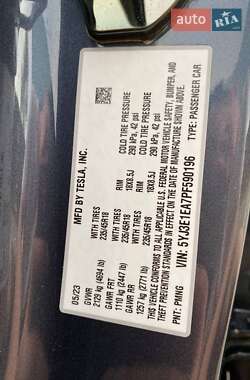 AUTO
RIA
.com
MFD BY TESLA, INC.
05/23
GVWR
2129 kg (4694 lb)
GAWR FRT
1110 kg (2447 lb)
GAWR RR
1257 kg (2771 lb)
WITH TIRES
235/45R18
WITH TIRES
235/45R18
RIM
18X8.5J
RIM
18X8.5J
COLD TIRE PRESSURE
290 kPa, 42 psi
COLD TIRE PRESSURE
290 kPa, 42 psi
THIS VEHICLE CONFORMS TO ALL APPLICABLE FEDERAL MOTOR VEHICLE SAFETY, BUMPER, AND
THEFT PREVENTION STANDARDS IN EFFECT ON THE DATE OF MANUFACTURE SHOWN ABOVE.
PNT: PMNG
VIN: 5YJ3E1EA7PF590196
TYPE: PASSENGER CAR